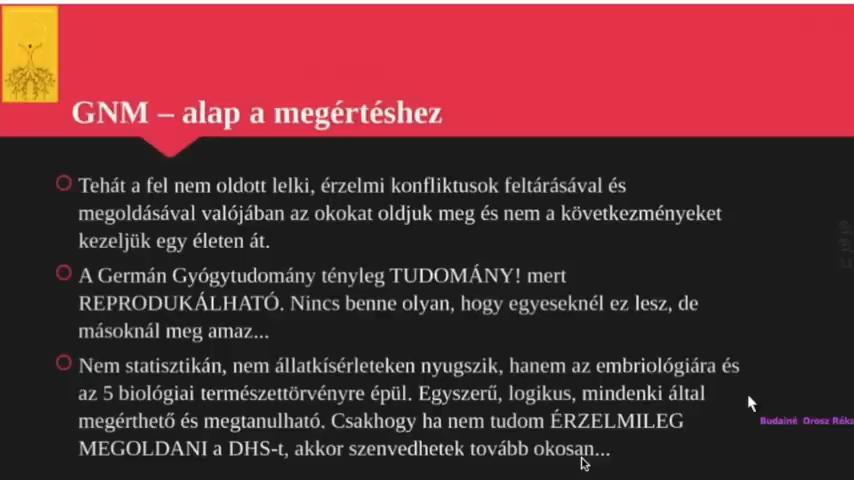 GNM – alap a megértéshez
Tehát a fel nem oldott lelki, érzelmi konfliktusok feltárásával és
megoldásával valójában az okokat oldjuk meg és nem a következményeket
kezeljük egy életen át.
A Germán Gyógytudomány tényleg TUDOMÁNY! mert
REPRODUKÁLHATÓ. Nincs benne olyan, hogy egyeseknél ez lesz, de
másoknál meg amaz...
Nem statisztikán, nem állatkísérleteken nyugszik, hanem az embriológiára és
az 5 biológiai természettörvényre épül. Egyszerű, logikus, mindenki által
megérthető és megtanulható. Csakhogy ha nem tudom ÉRZELMILEG
MEGOLDANI a DHS-t, akkor szenvedhetek tovább okosan...
Budainé Orosz Réka